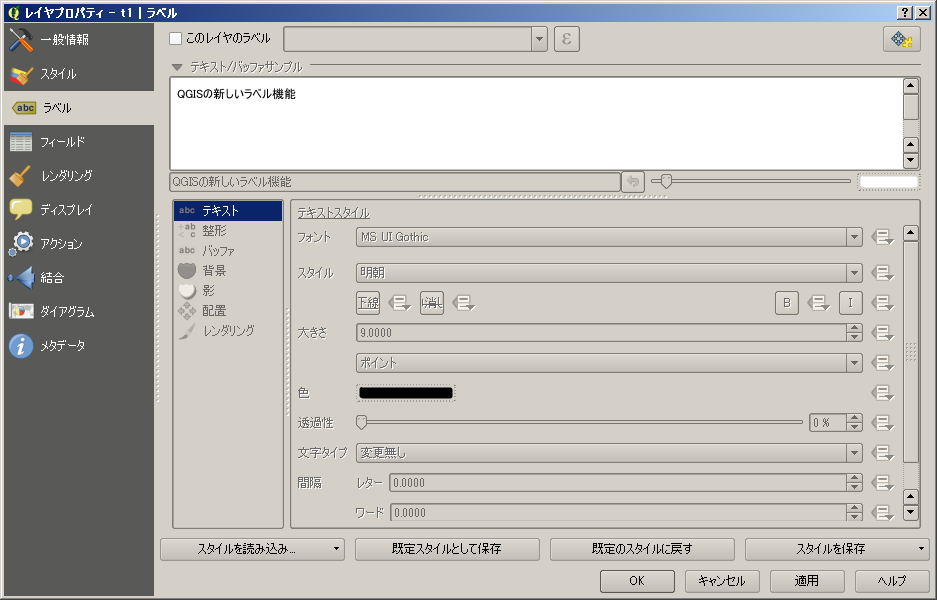 レイヤプロパティ - t1 | ラベル
一般情報
スタイル
abc ラベル
フィールド
レンダリング
ディスプレイ
アクション
結合
ダイアグラム
メタデータ
このレイヤのラベル
ε
テキスト/バッファサンプル
QGISの新しいラベル機能
QGISの新しいラベル機能
abc テキスト
ab c 整形
abc バッファ
背景
影
配置
レンダリング
テキストスタイル
フォント MS UI Gothic
スタイル 明朝
下線 B I
大きさ 9.0000
ポイント
色
透過性 0 %
文字タイプ 変更無し
間隔 レター 0.0000
ワード 0.0000
スタイルを読み込み... 既定スタイルとして保存 既定のスタイルに戻す スタイルを保存
OK キャンセル 適用 ヘルプ